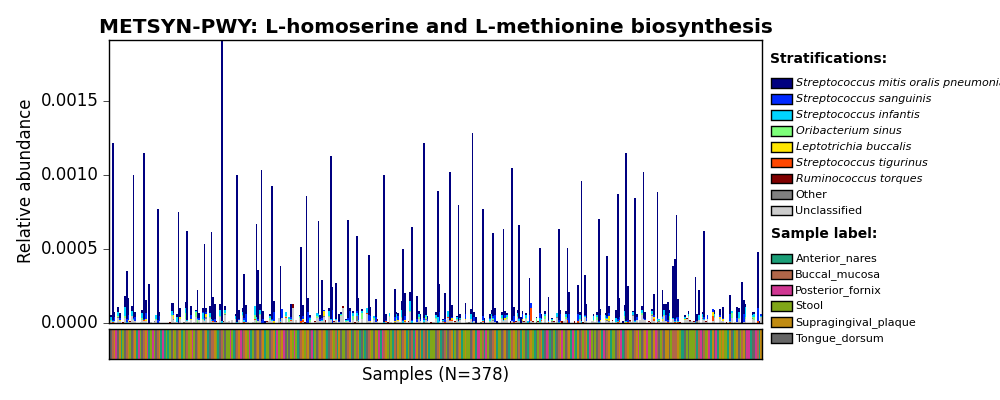 METSYN-PWY: L-homoserine and L-methionine biosynthesis
Relative abundance
0.0015
0.0010
0.0005
0.0000
Samples (N=378)
Stratifications:
Streptococcus mitis oralis pneumoni
Streptococcus sanguinis
Streptococcus infantis
Oribacterium sinus
Leptotrichia buccalis
Streptococcus tigurinus
Ruminococcus torques
Other
Unclassified
Sample label:
Anterior_nares
Buccal_mucosa
Posterior_fornix
Stool
Supragingival_plaque
Tongue_dorsum